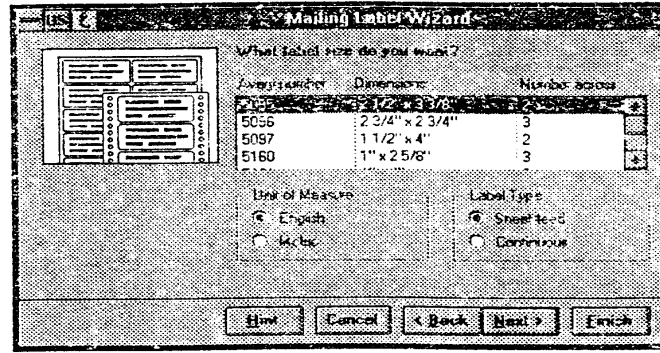 Mailing Label Wizard
What label size do you want?
Avery number Dimensions Number across
5096 2 3/4" x 2 3/4" 3
5097 1 1/2" x 4" 2
5160 1" x 2 5/8" 3
Unit of Measure Label Type
English Sheet feed
Metric Continuous
Hint Cancel < Back Next > Finish